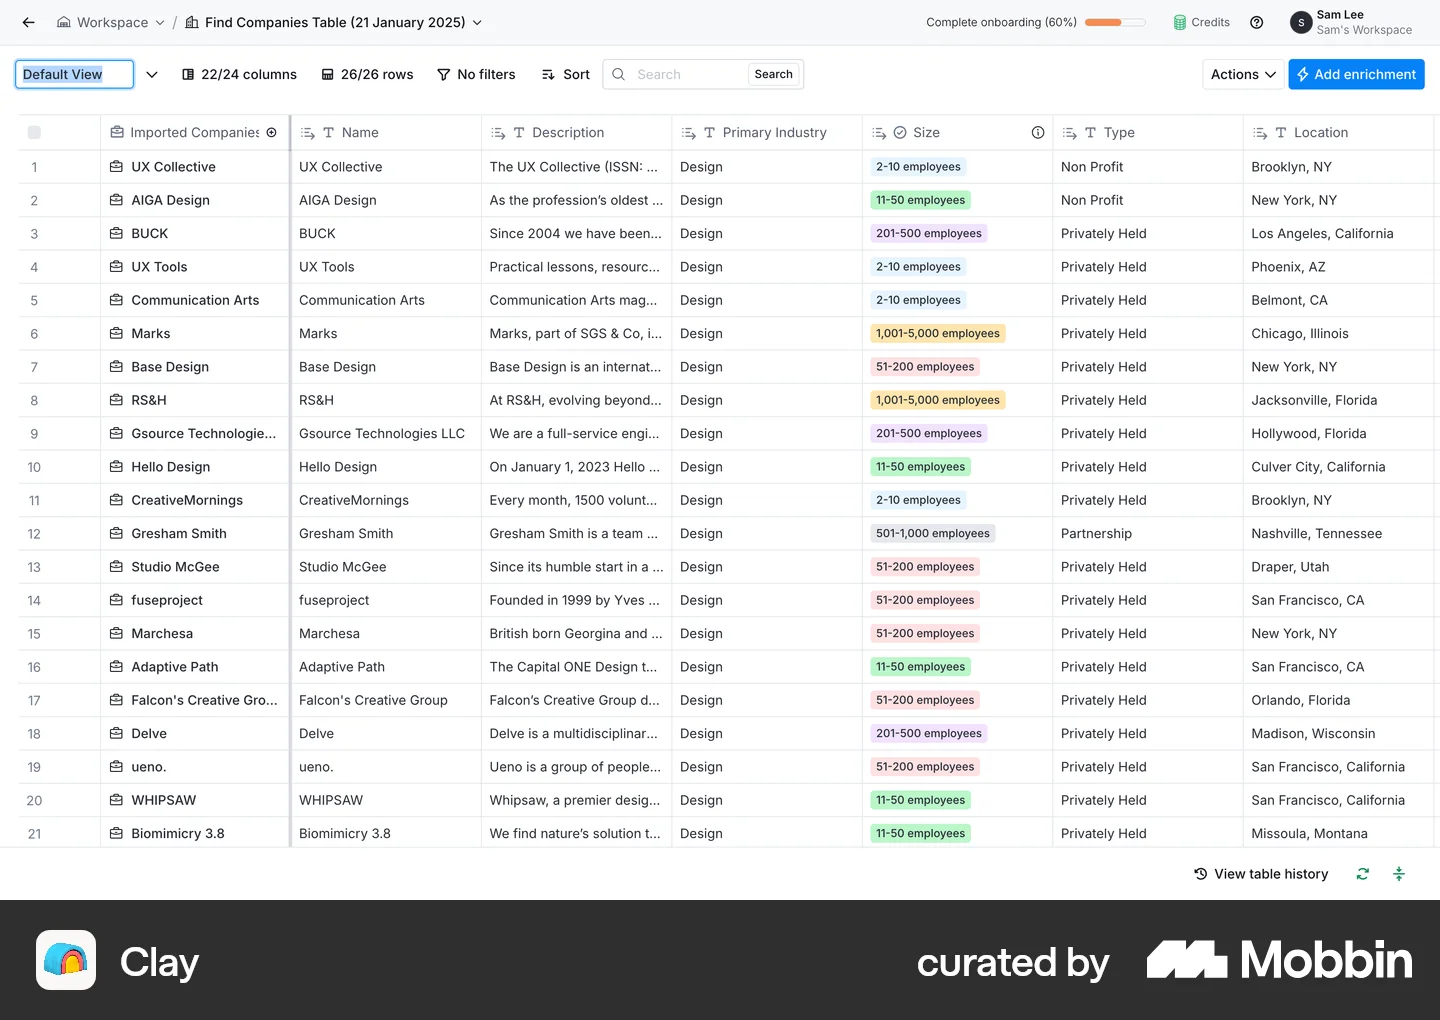 Workspace / Find Companies Table (21 January 2025) Complete onboarding (60%) Credits S Sam Lee
Sam's Workspace
Default View 22/24 columns 26/26 rows No filters Sort Search Search Actions Add enrichment
Imported Companies Name Description Primary Industry Size Type Location
1 UX Collective UX Collective The UX Collective (ISSN: ... Design 2-10 employees Non Profit Brooklyn, NY
2 AIGA Design AIGA Design As the profession’s oldest ... Design 11-50 employees Non Profit New York, NY
3 BUCK BUCK Since 2004 we have been... Design 201-500 employees Privately Held Los Angeles, California
4 UX Tools UX Tools Practical lessons, resourc... Design 2-10 employees Privately Held Phoenix, AZ
5 Communication Arts Communication Arts Communication Arts mag... Design 2-10 employees Privately Held Belmont, CA
6 Marks Marks Marks, part of SGS & Co, i... Design 1,001-5,000 employees Privately Held Chicago, Illinois
7 Base Design Base Design Base Design is an internat... Design 51-200 employees Privately Held New York, NY
8 RS&H RS&H At RS&H, evolving beyond... Design 1,001-5,000 employees Privately Held Jacksonville, Florida
9 Gsource Technologie... Gsource Technologies LLC We are a full-service engi... Design 201-500 employees Privately Held Hollywood, Florida
10 Hello Design Hello Design On January 1, 2023 Hello ... Design 11-50 employees Privately Held Culver City, California
11 CreativeMornings CreativeMornings Every month, 1500 volunt... Design 2-10 employees Privately Held Brooklyn, NY
12 Gresham Smith Gresham Smith Gresham Smith is a team ... Design 501-1,000 employees Partnership Nashville, Tennessee
13 Studio McGee Studio McGee Since its humble start in a ... Design 51-200 employees Privately Held Draper, Utah
14 fuseproject fuseproject Founded in 1999 by Yves ... Design 51-200 employees Privately Held San Francisco, CA
15 Marchesa Marchesa British born Georgina and ... Design 51-200 employees Privately Held New York, NY
16 Adaptive Path Adaptive Path The Capital ONE Design t... Design 11-50 employees Privately Held San Francisco, CA
17 Falcon's Creative Gro... Falcon's Creative Group Falcon’s Creative Group d... Design 51-200 employees Privately Held Orlando, Florida
18 Delve Delve Delve is a multidisciplinar... Design 201-500 employees Privately Held Madison, Wisconsin
19 ueno. ueno. Ueno is a group of people... Design 51-200 employees Privately Held San Francisco, California
20 WHIPSAW WHIPSAW Whipsaw, a premier desig... Design 11-50 employees Privately Held San Francisco, California
21 Biomimicry 3.8 Biomimicry 3.8 We find nature’s solution t... Design 11-50 employees Privately Held Missoula, Montana
View table history
Clay curated by Mobbin